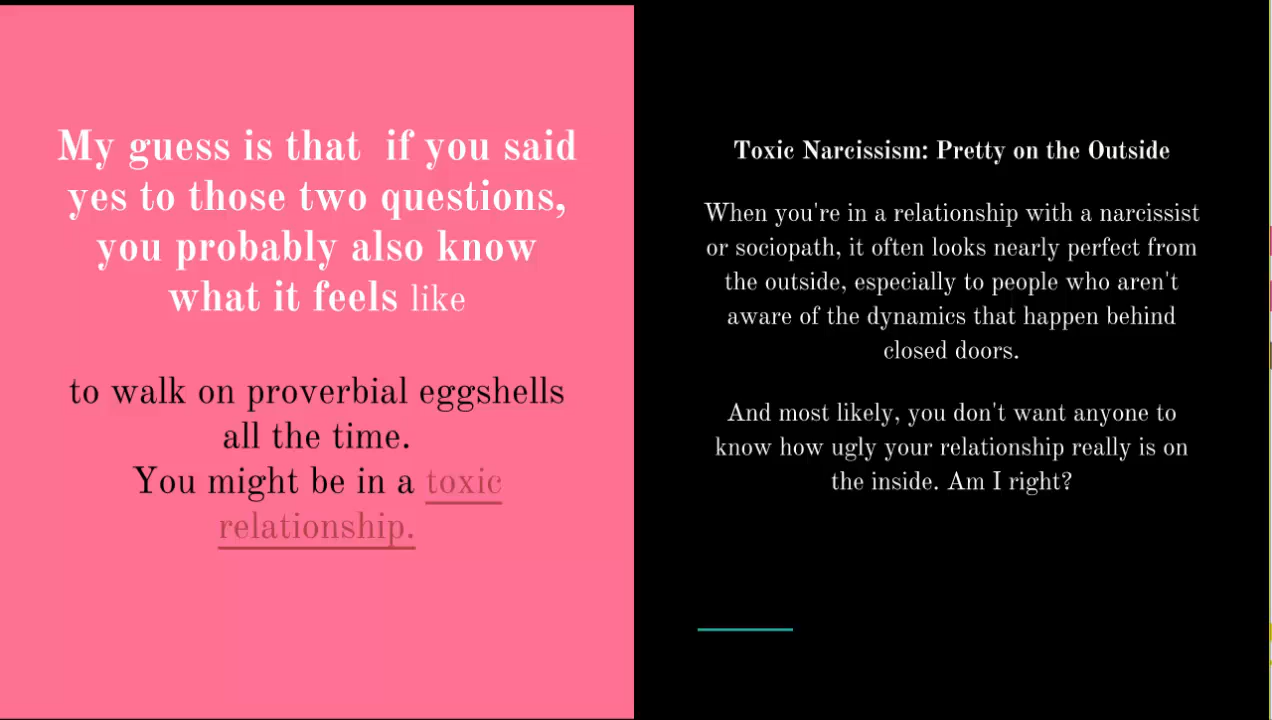 My guess is that  if you said
yes to those two questions,
you probably also know
what it feels like
to walk on proverbial eggshells
all the time.
You might be in a toxic
relationship.
Toxic Narcissism: Pretty on the Outside
When you're in a relationship with a narcissist
or sociopath, it often looks nearly perfect from
the outside, especially to people who aren't
aware of the dynamics that happen behind
closed doors.
And most likely, you don't want anyone to
know how ugly your relationship really is on
the inside. Am I right?